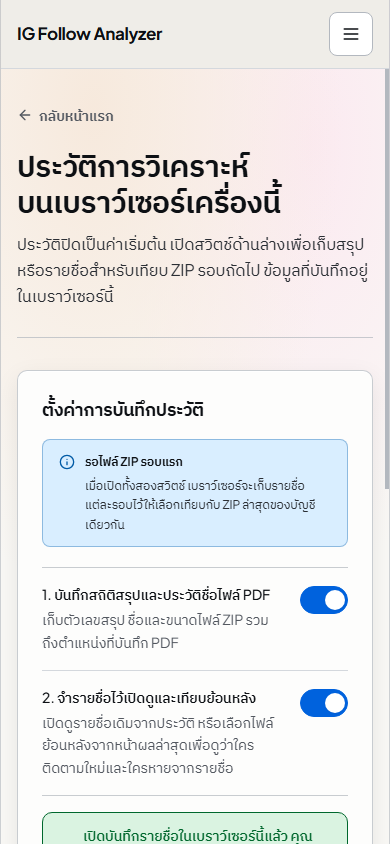 IG Follow Analyzer
← กลับหน้าแรก
ประวัติการวิเคราะห์
บนเบราว์เซอร์เครื่องนี้
ประวัติปิดเป็นค่าเริ่มต้น เปิดสวิตช์ด้านล่างเพื่อเก็บสรุป
หรือรายชื่อสำหรับเทียบ ZIP รอบถัดไป ข้อมูลที่บันทึกอยู่
ในเบราว์เซอร์นี้
ตั้งค่าการบันทึกประวัติ
รอไฟล์ ZIP รอบแรก
เมื่อเปิดทั้งสองสวิตช์ เบราว์เซอร์จะเก็บรายชื่อ
แต่ละรอบไว้ให้เลือกเทียบกับ ZIP ล่าสุดของบัญชี
เดียวกัน
1. บันทึกสถิติสรุปและประวัติชื่อไฟล์ PDF
เก็บตัวเลขสรุป ชื่อและขนาดไฟล์ ZIP รวม
ถึงตำแหน่งที่บันทึก PDF
2. จำรายชื่อไว้เปิดดูและเทียบย้อนหลัง
เปิดดูรายชื่อเดิมจากประวัติ หรือเลือกไฟล์
ย้อนหลังจากหน้าผลล่าสุดเพื่อดูว่าใคร
ติดตามใหม่และใครหายจากรายชื่อ
เปิดบันทึกรายชื่อในเบราว์เซอร์นี้แล้ว คุณ